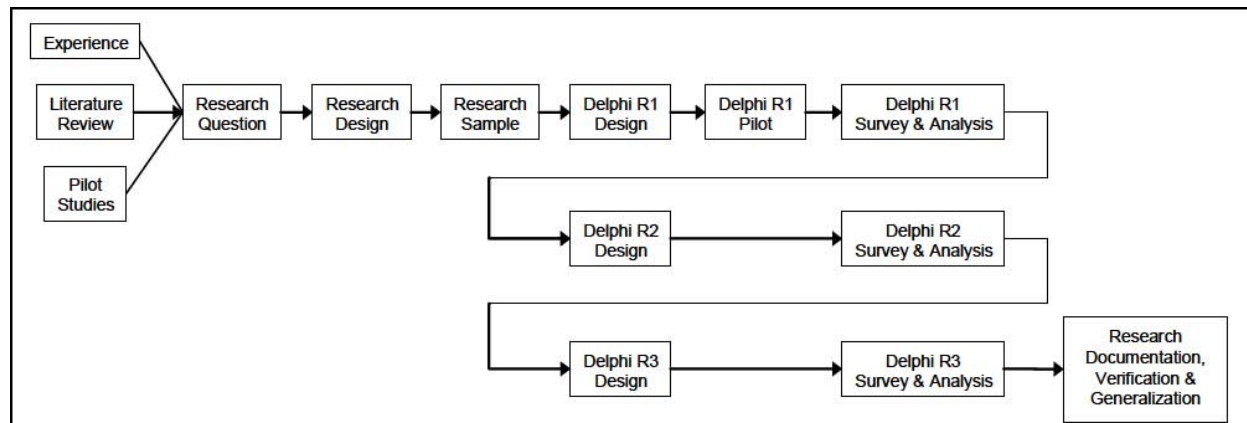 Experience
Literature
Review
Pilot
Studies
Research
Question
Research
Design
Research
Sample
Delphi R1
Design
Delphi R1
Pilot
Delphi R1
Survey & Analysis
Delphi R2
Design
Delphi R2
Survey & Analysis
Delphi R3
Design
Delphi R3
Survey & Analysis
Research
Documentation,
Verification &
Generalization